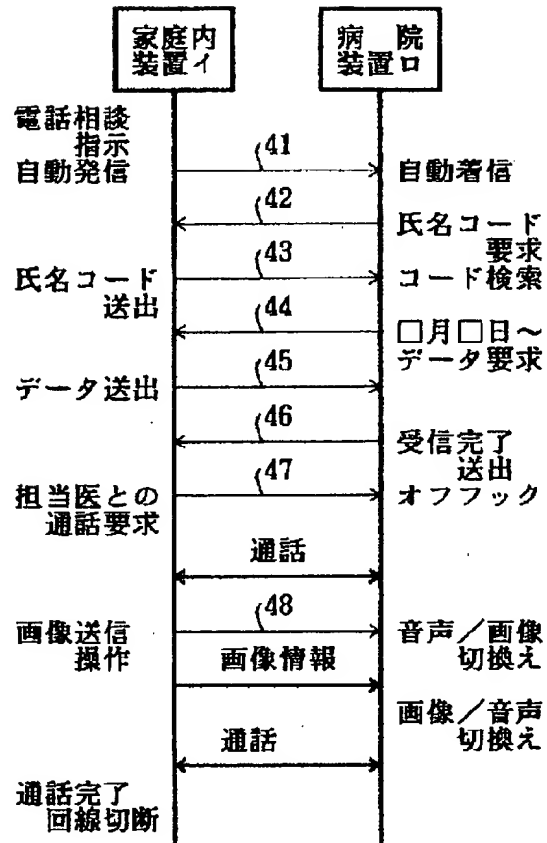 家庭内
装置イ
病 院
装置ロ
電話相談
指示
自動発信
41
自動着信
42
氏名コード
要求
氏名コード
送出
43
コード検索
44
□月□日～
データ要求
データ送出
45
46
受信完了
送出
担当医との
通話要求
47
オフフック
通話
画像送信
操作
48
音声／画像
切換え
画像情報
画像／音声
切換え
通話
通話完了
回線切断